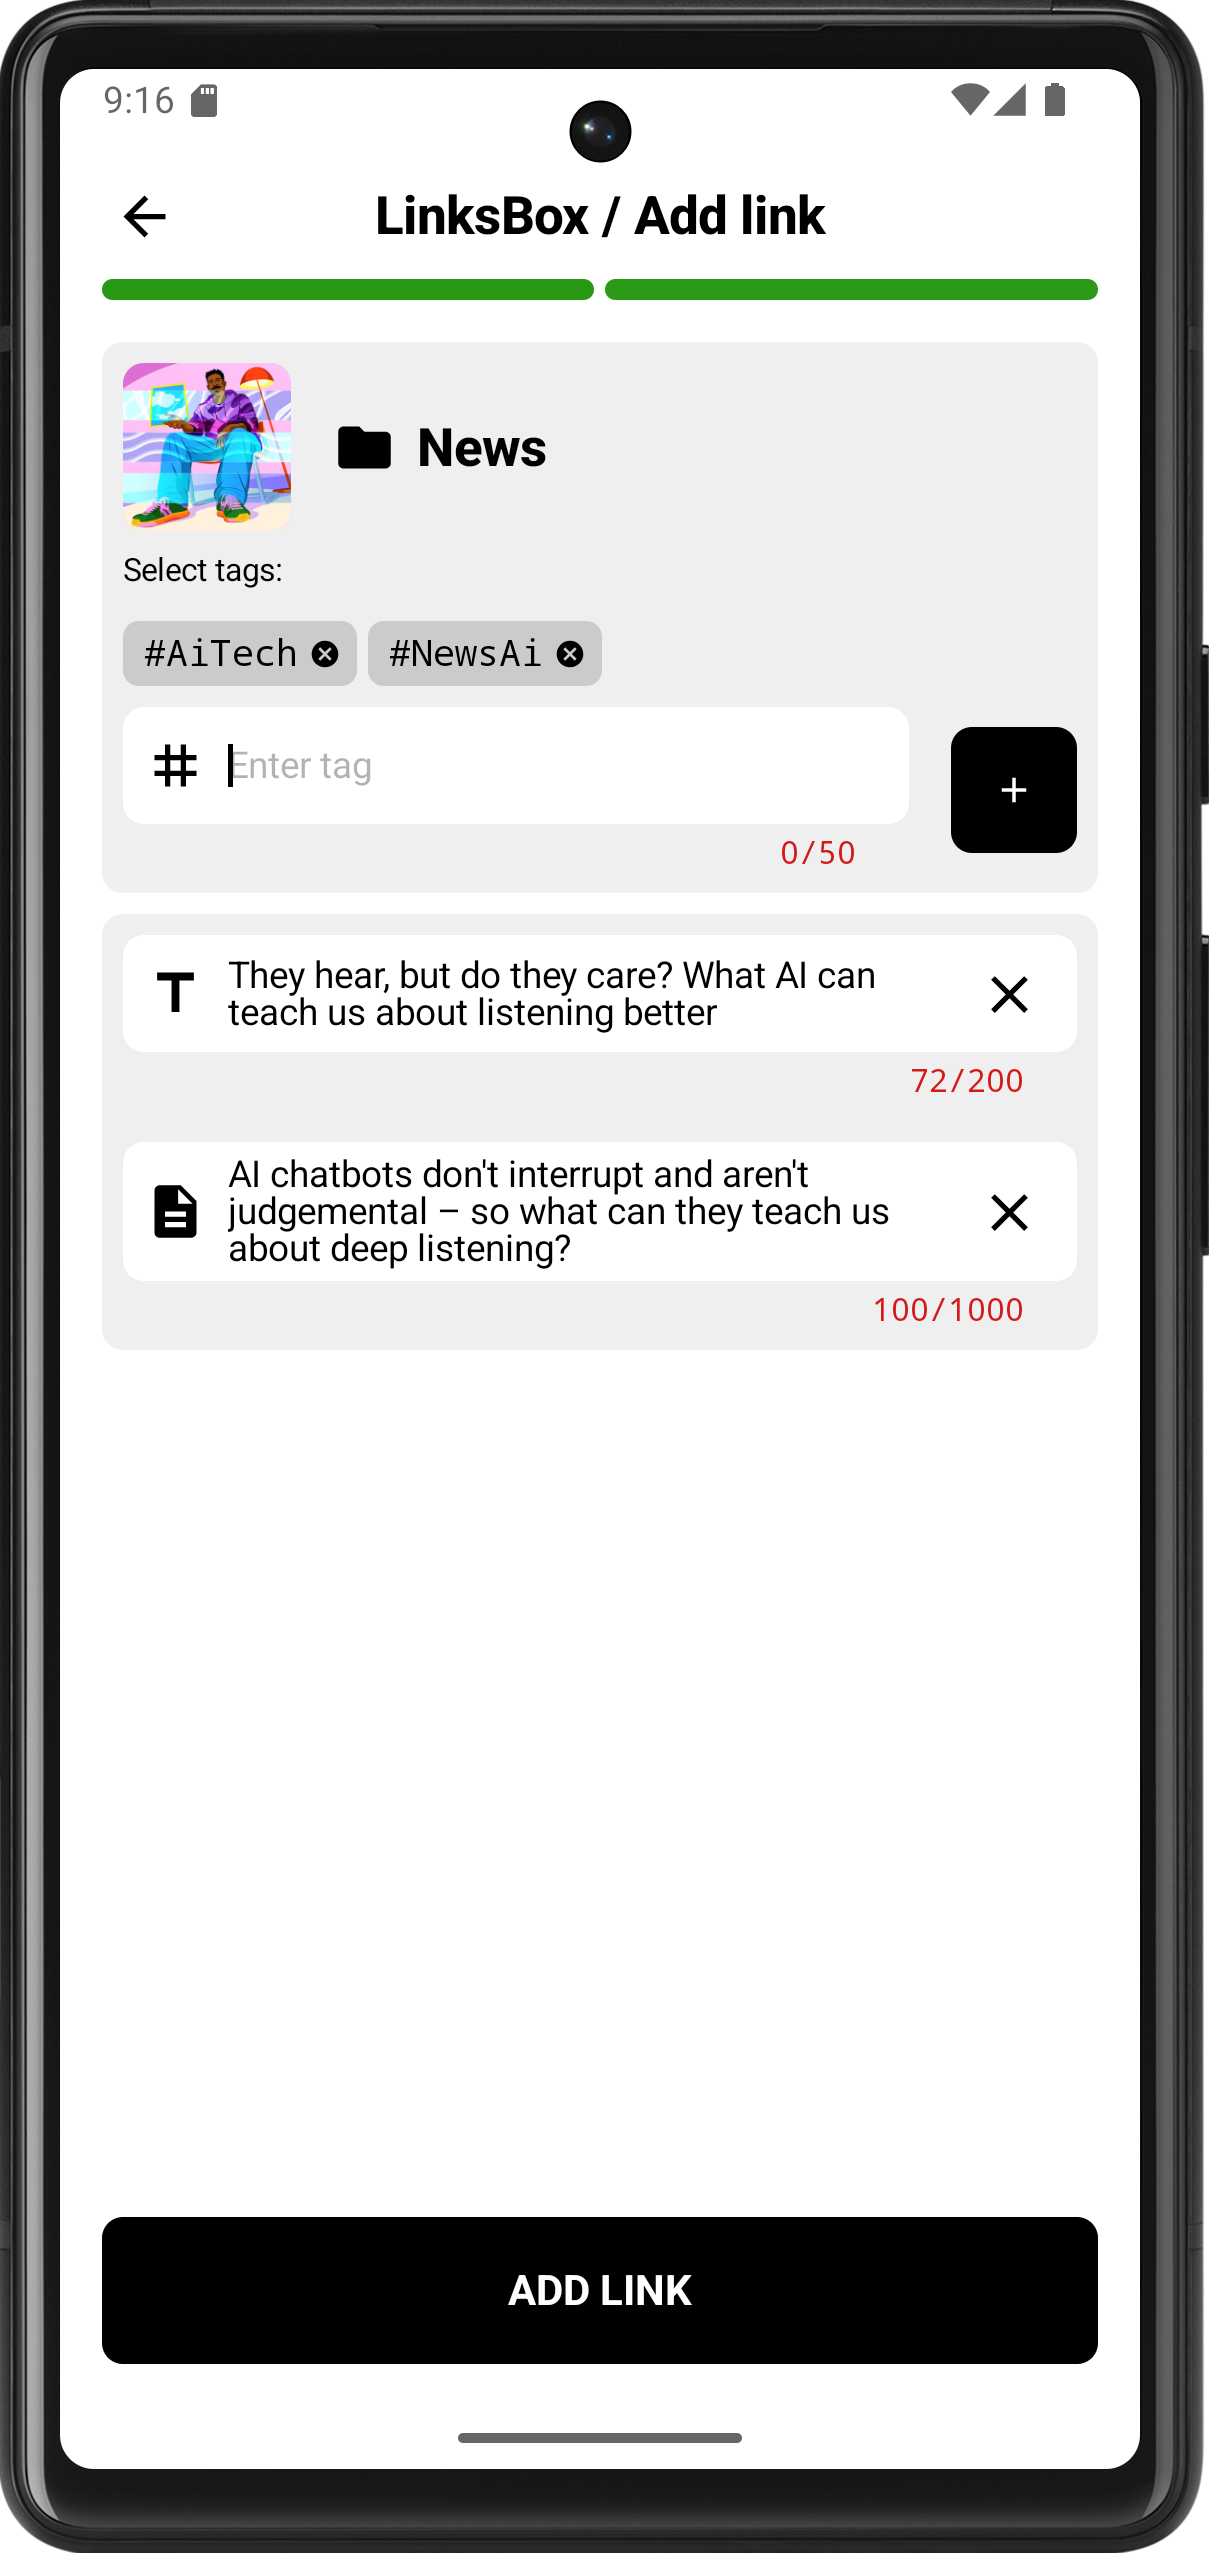 9:16
LinksBox / Add link
News
Select tags:
#AiTech #NewsAi
Enter tag
+
0/50
T They hear, but do they care? What AI can
teach us about listening better
72/200
AI chatbots don't interrupt and aren't
judgemental – so what can they teach us
about deep listening?
100/1000
ADD LINK